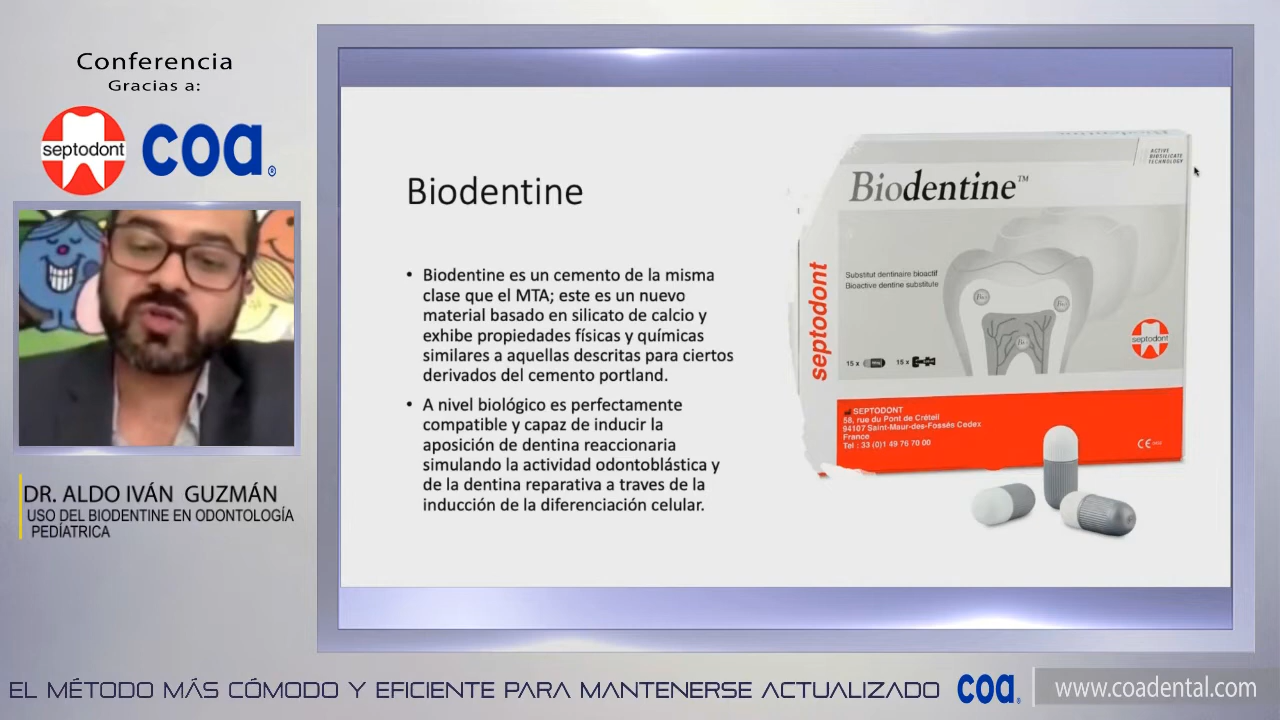 Conferencia
Gracias a:
septodont
coa®
DR. ALDO IVÁN GUZMÁN
USO DEL BIODENTINE EN ODONTOLOGÍA
PEDÍATRICA
Biodentine
• Biodentine es un cemento de la misma
clase que el MTA; este es un nuevo
material basado en silicato de calcio y
exhibe propiedades físicas y químicas
similares a aquellas descritas para ciertos
derivados del cemento portland.
• A nivel biológico es perfectamente
compatible y capaz de inducir la
aposición de dentina reaccionaria
simulando la actividad odontoblástica y
de la dentina reparativa a traves de la
inducción de la diferenciación celular.
ACTIVE
BIOSILICATE
TECHNOLOGY
Biodentine™
Substitut dentinaire bioactif
Bioactive dentine substitute
septodont
15 x
15 x
septodont
SEPTODONT
58, rue du Pont de Créteil
94107 Saint-Maur-des-Fossés Cedex
France
Tel : 33 (0)1 49 76 70 00
CE
EL MÉTODO MÁS CÓMODO Y EFICIENTE PARA MANTENERSE ACTUALIZADO
coa®
www.coadental.com